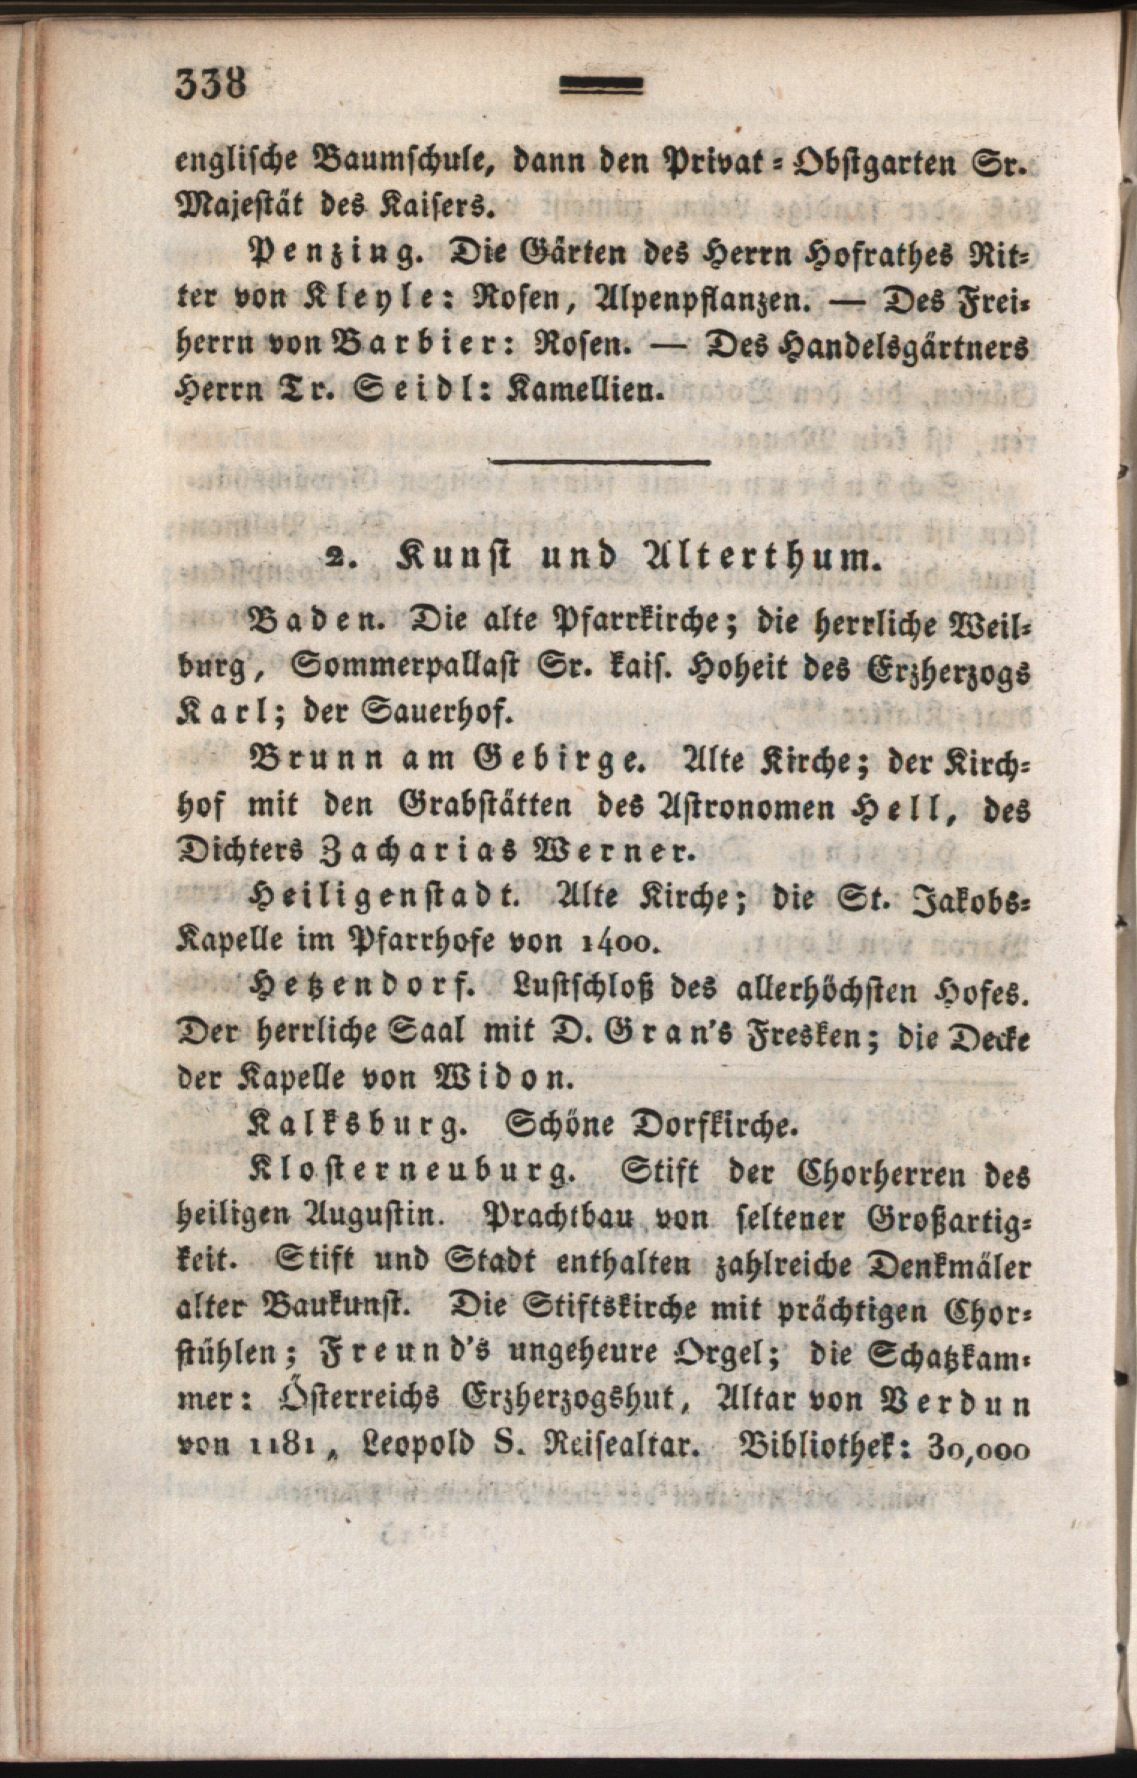 338
englische Baumschule, dann den Privat-Obstgarten Sr.
Majestät des Kaisers.
Penzing. Die Gärten des Herrn Hofrathes Rit-
ter von Kleyle: Rosen, Alpenpflanzen. — Des Frei-
herrn von Barbier: Rosen. — Des Handelsgärtners
Herrn Tr. Seidl: Kamellien.
2. Kunst und Alterthum.
Baden. Die alte Pfarrkirche; die herrliche Weil-
burg, Sommerpallast Sr. kais. Hoheit des Erzherzogs
Karl; der Sauerhof.
Brunn am Gebirge. Alte Kirche; der Kirch-
hof mit den Grabstätten des Astronomen Hell, des
Dichters Zacharias Werner.
Heiligenstadt. Alte Kirche; die St. Jakobs-
Kapelle im Pfarrhofe von 1400.
Hetzendorf. Lustschloß des allerhöchsten Hofes.
Der herrliche Saal mit D. Gran's Fresken; die Decke
der Kapelle von Widon.
Kalksburg. Schöne Dorfkirche.
Klosterneuburg. Stift der Chorherren des
heiligen Augustin. Prachtbau von seltener Großartig-
keit. Stift und Stadt enthalten zahlreiche Denkmäler
alter Baukunst. Die Stiftskirche mit prächtigen Chor-
stühlen; Freund's ungeheure Orgel; die Schatzkam-
mer: Österreichs Erzherzogshut, Altar von Verdun
von 1181, Leopold S. Reisealtar. Bibliothek: 30,000